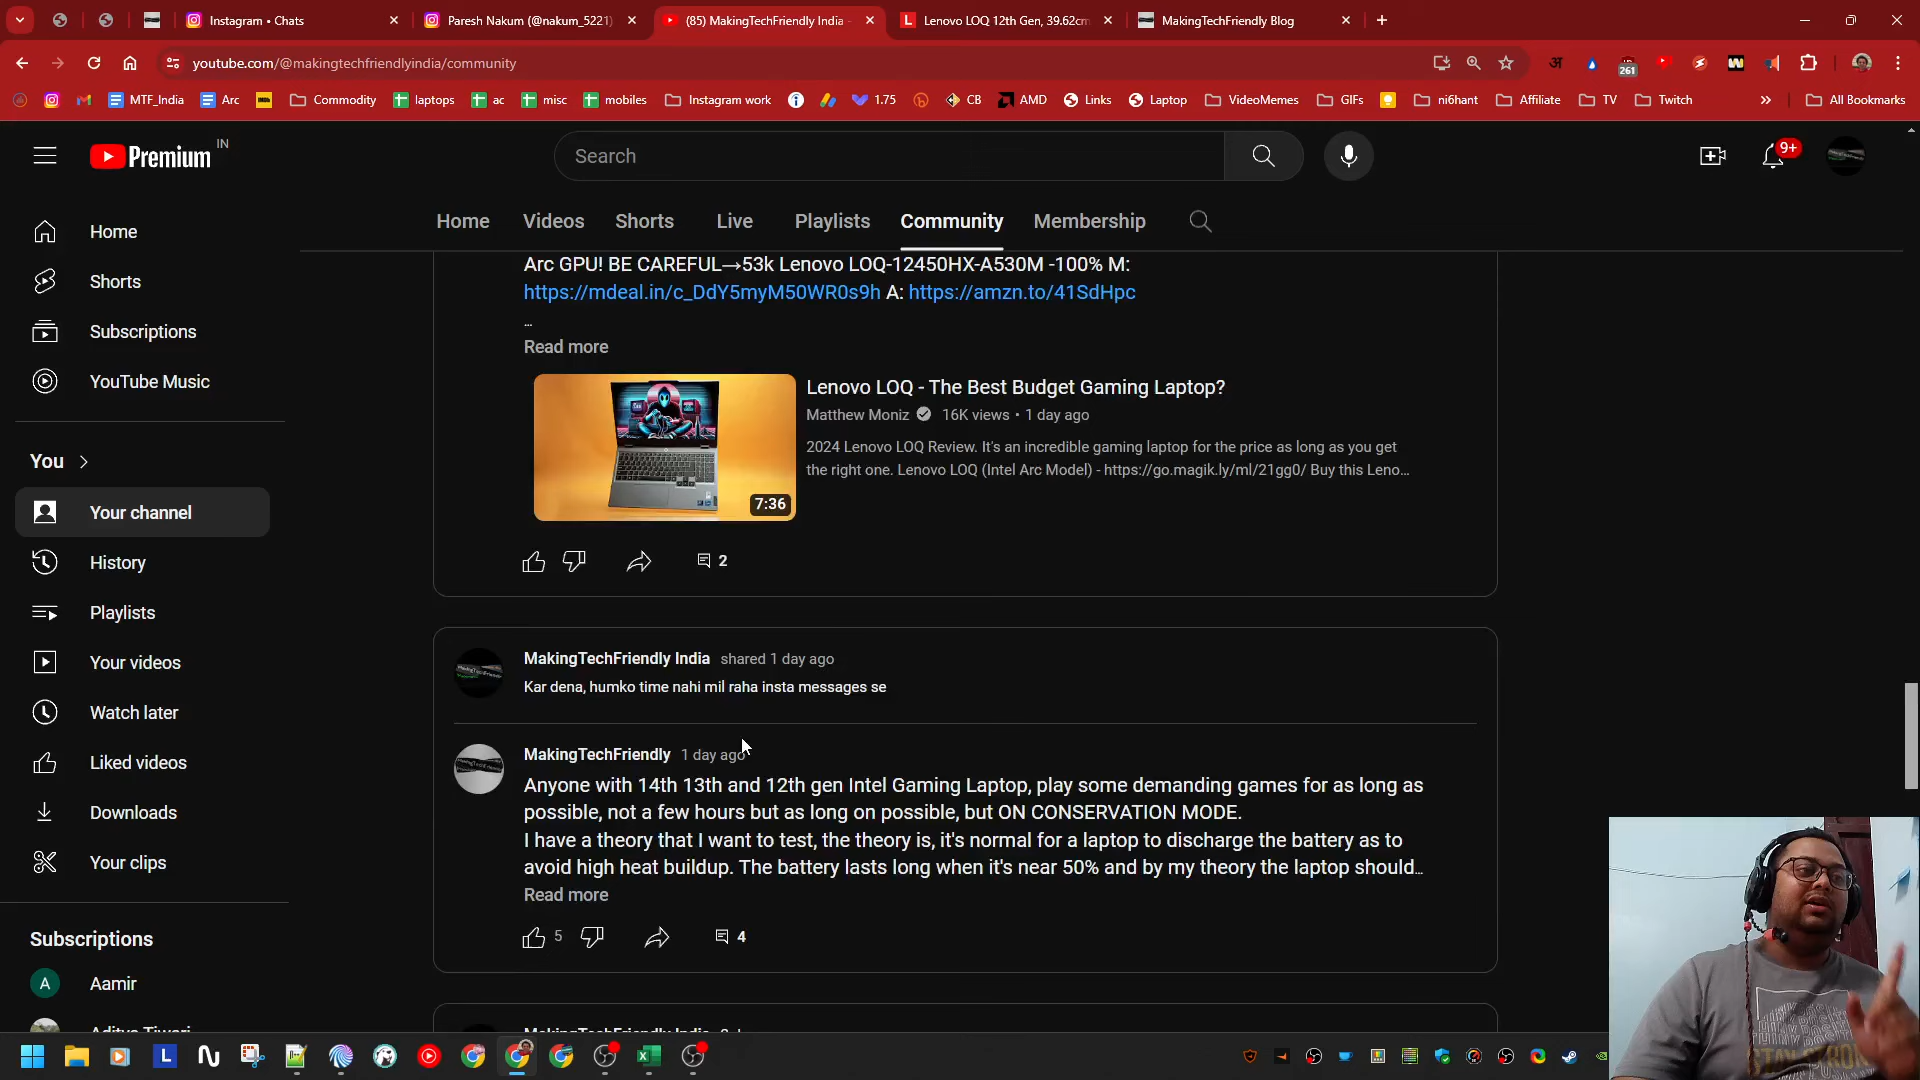 Instagram • Chats
Paresh Nakum (@nakum_5221)
(85) MakingTechFriendly India -
Lenovo LOQ 12th Gen, 39.62cm
MakingTechFriendly Blog
youtube.com/@makingtechfriendlyindia/community
261
MTF_India
Arc
Commodity
laptops
ac
misc
mobiles
Instagram work
1.75
CB
AMD
Links
Laptop
VideoMemes
GIFs
ni6hant
Affiliate
TV
Twitch
All Bookmarks
Premium IN
Search
9+
Home
Videos
Shorts
Live
Playlists
Community
Membership
Home
Shorts
Subscriptions
YouTube Music
You
Your channel
History
Playlists
Your videos
Watch later
Liked videos
Downloads
Your clips
Subscriptions
A Aamir
Arc GPU! BE CAREFUL→53k Lenovo LOQ-12450HX-A530M -100% M:
https://mdeal.in/c_DdY5myM50WR0s9h A: https://amzn.to/41SdHpc
...
Read more
7:36
Lenovo LOQ - The Best Budget Gaming Laptop?
Matthew Moniz 16K views • 1 day ago
2024 Lenovo LOQ Review. It's an incredible gaming laptop for the price as long as you get
the right one. Lenovo LOQ (Intel Arc Model) - https://go.magik.ly/ml/21gg0/ Buy this Leno...
2
MakingTechFriendly India shared 1 day ago
Kar dena, humko time nahi mil raha insta messages se
MakingTechFriendly 1 day ago
Anyone with 14th 13th and 12th gen Intel Gaming Laptop, play some demanding games for as long as
possible, not a few hours but as long on possible, but ON CONSERVATION MODE.
I have a theory that I want to test, the theory is, it's normal for a laptop to discharge the battery as to
avoid high heat buildup. The battery lasts long when it's near 50% and by my theory the laptop should...
Read more
5
4